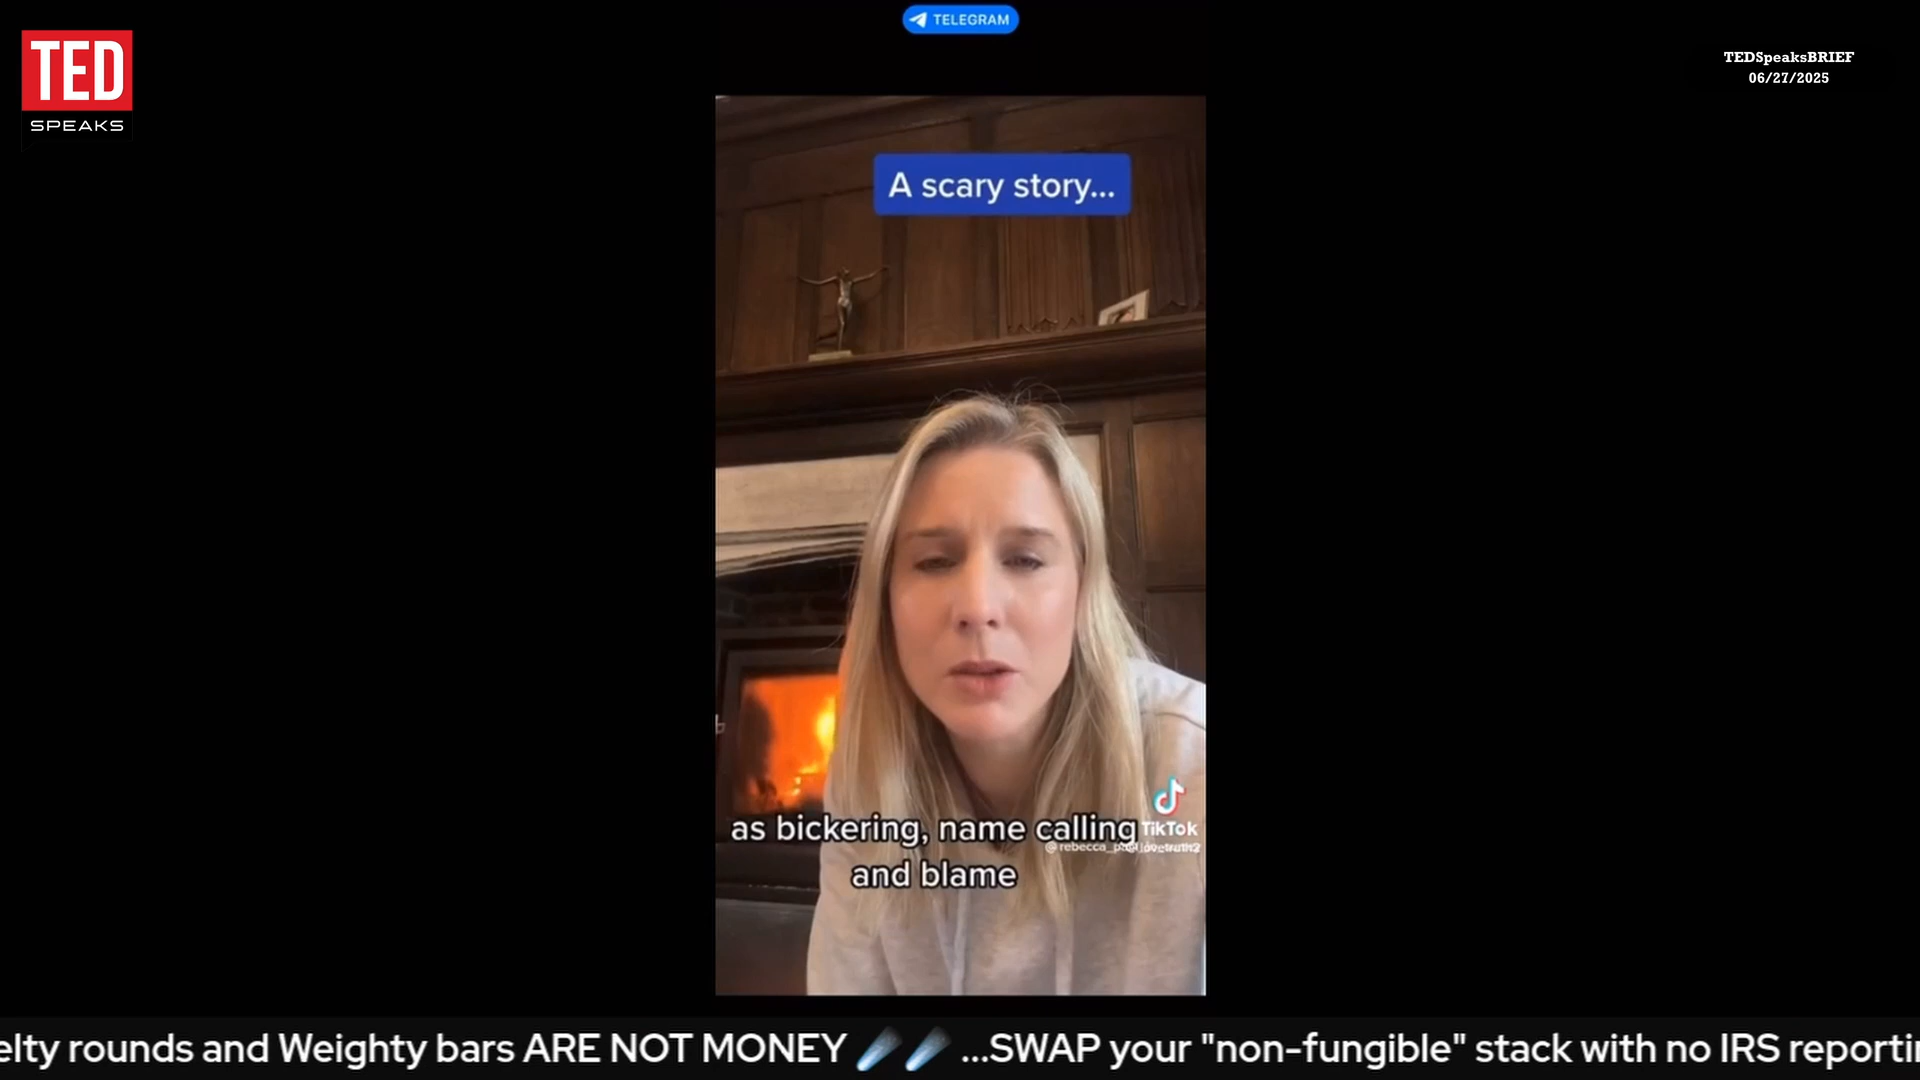 TELEGRAM
TED
SPEAKS
TEDSpeaksBRIEF
06/27/2025
A scary story...
as bickering, name calling
and blame
TikTok
elty rounds and Weighty bars ARE NOT MONEY ...SWAP your "non-fungible" stack with no IRS reportin